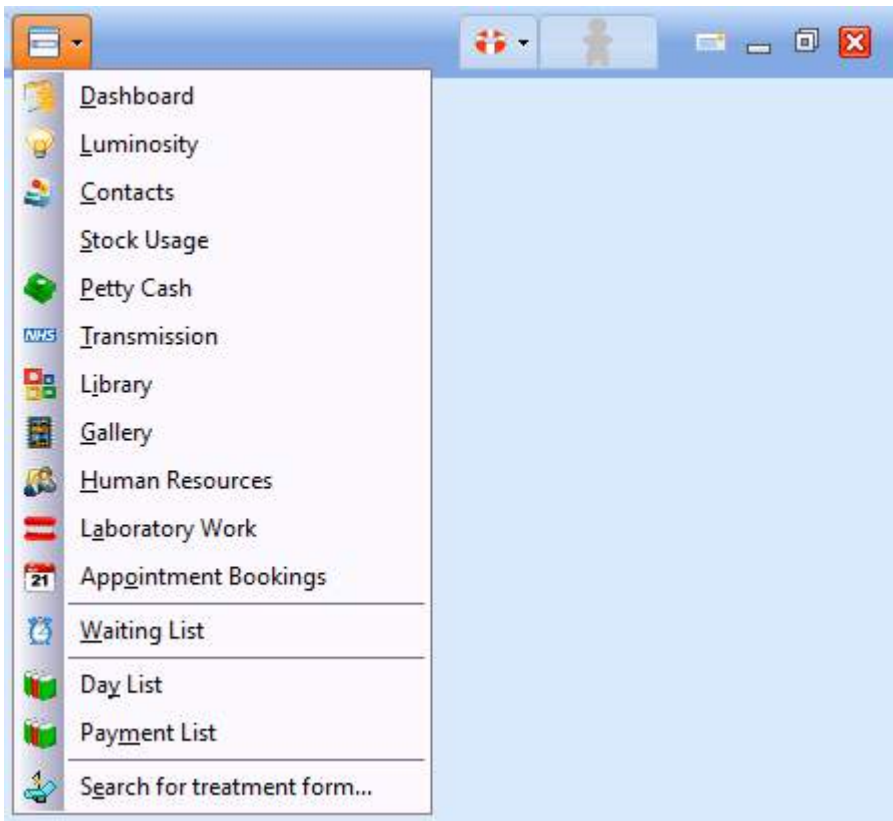 Dashboard
Luminosity
Contacts
Stock Usage
Petty Cash
NHS Transmission
Library
Gallery
Human Resources
Laboratory Work
21 Appointment Bookings
Waiting List
Day List
Payment List
Search for treatment form...